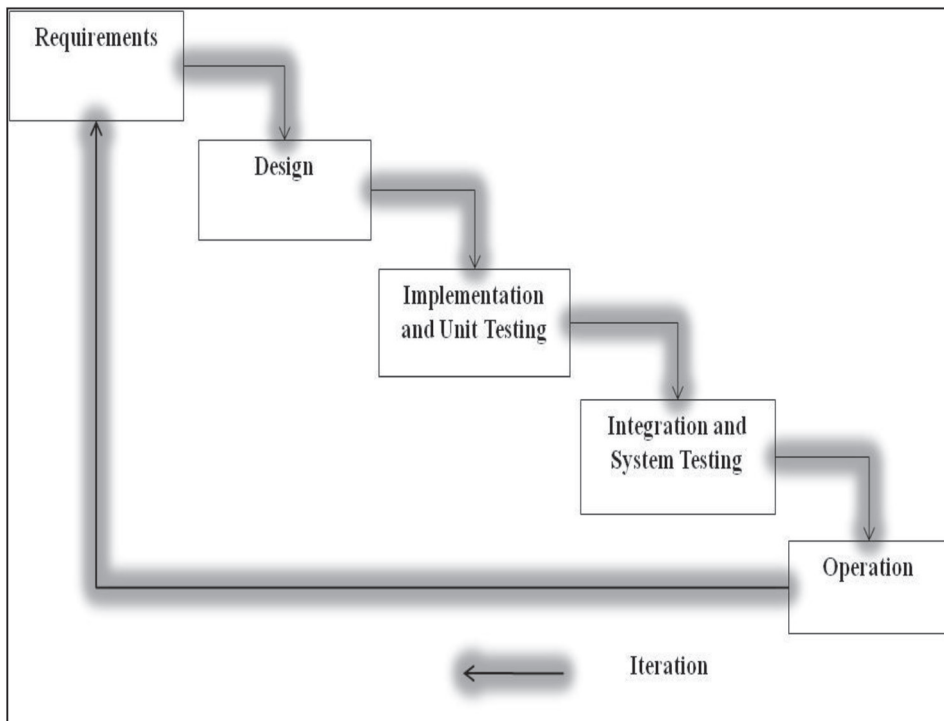 Requirements
Design
Implementation
and Unit Testing
Integration and
System Testing
Operation
Iteration